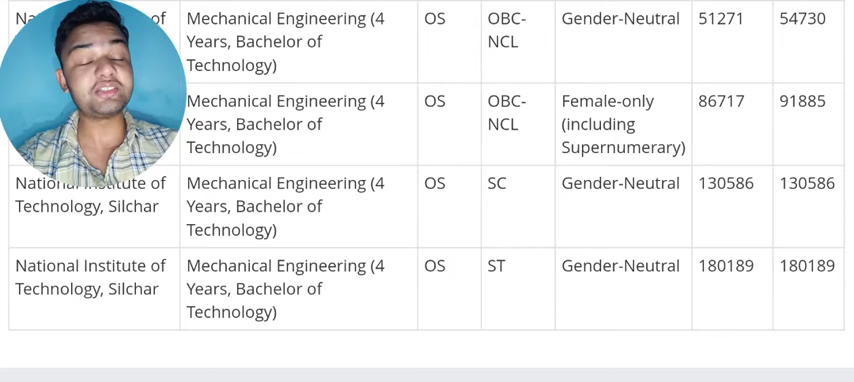 of Mechanical Engineering (4 OS OBC- Gender-Neutral 51271 54730
Years, Bachelor of NCL
Technology)
Mechanical Engineering (4 OS OBC- Female-only 86717 91885
Years, Bachelor of NCL (including
Technology) Supernumerary)
National Institute of Mechanical Engineering (4 OS SC Gender-Neutral 130586 130586
Technology, Silchar Years, Bachelor of
Technology)
National Institute of Mechanical Engineering (4 OS ST Gender-Neutral 180189 180189
Technology, Silchar Years, Bachelor of
Technology)